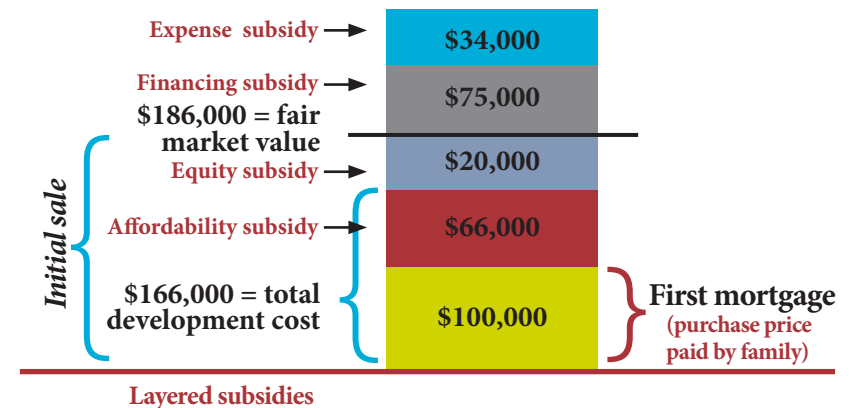 Expense subsidy
$34,000
Financing subsidy
$75,000
$186,000 = fair
market value
Equity subsidy
$20,000
Initial sale
Affordability subsidy
$66,000
$166,000 = total
development cost
$100,000
First mortgage
(purchase price
paid by family)
Layered subsidies